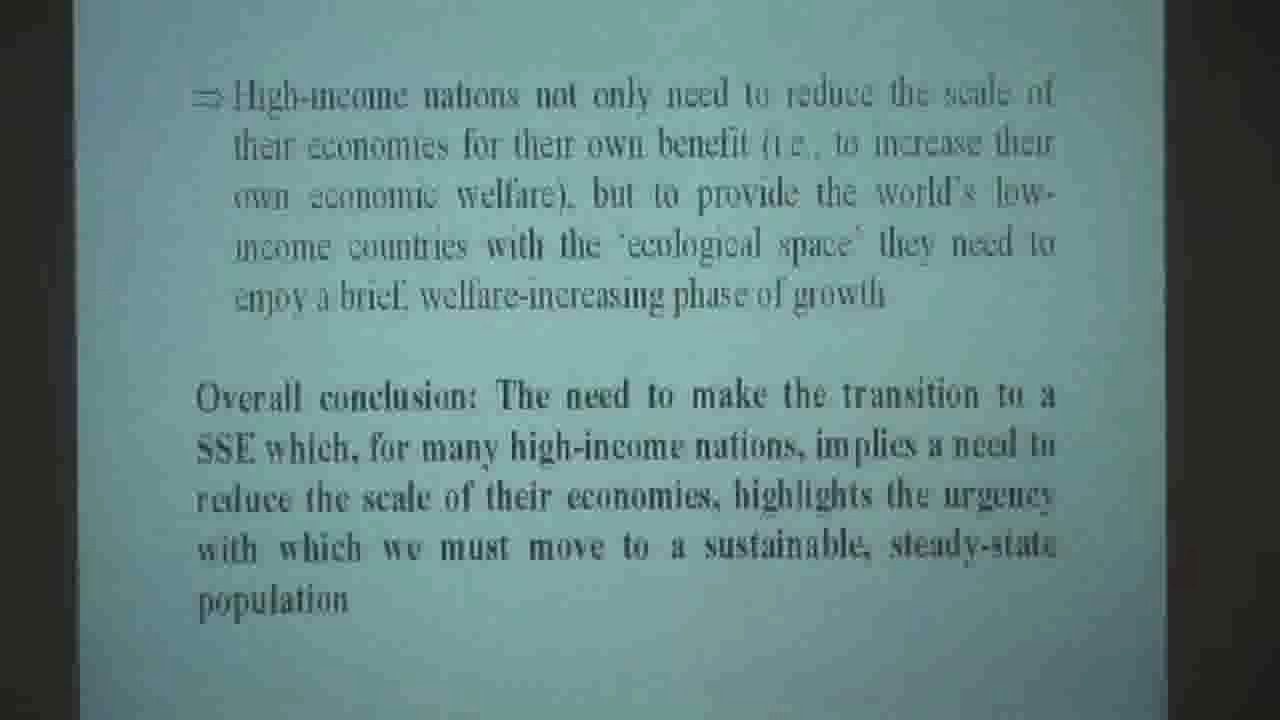 ⇒ High-income nations not only need to reduce the scale of
their economies for their own benefit (i.e., to increase their
own economic welfare), but to provide the world's low-
income countries with the 'ecological space' they need to
enjoy a brief, welfare-increasing phase of growth
Overall conclusion: The need to make the transition to a
SSE which, for many high-income nations, implies a need to
reduce the scale of their economies, highlights the urgency
with which we must move to a sustainable, steady-state
population